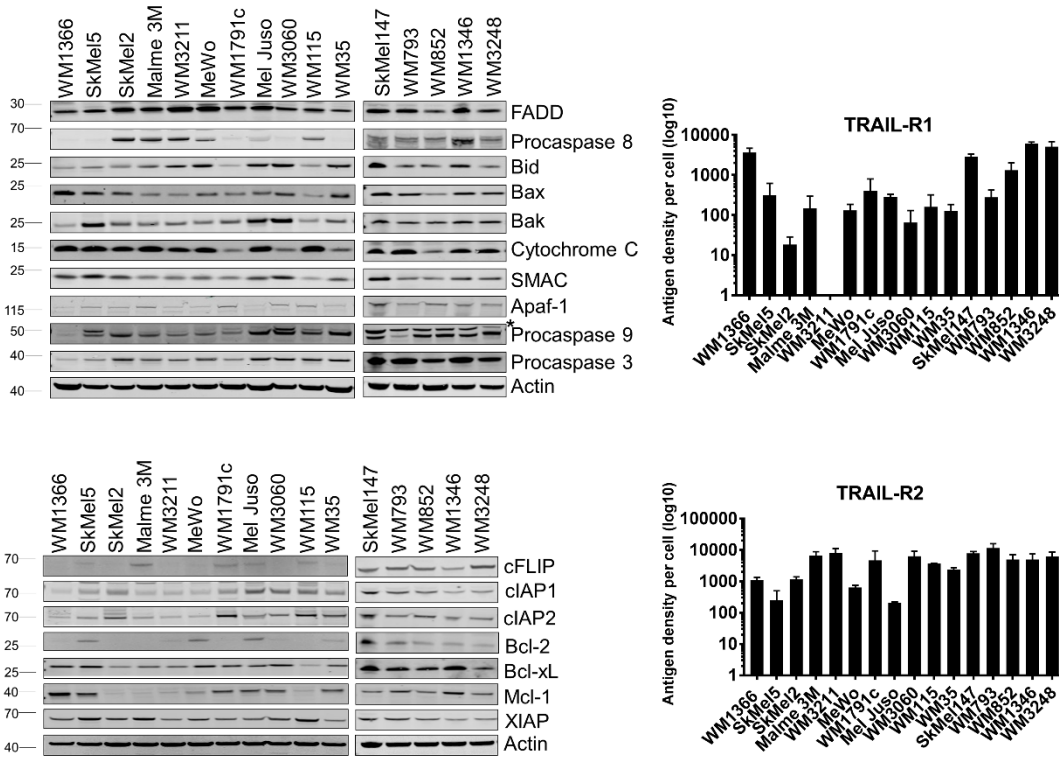 WM1366 SkMel5 SkMel2 Malme 3M WM3211 MeWo WM1791c Mel Juso WM3060 WM115 WM35 SkMel147 WM793 WM852 WM1346 WM3248
30 FADD
70 Procaspase 8
25 Bid
25 Bax
25 Bak
15 Cytochrome C
25 SMAC
115 Apaf-1
*
50 Procaspase 9
40 Procaspase 3
40 Actin
TRAIL-R1
Antigen density per cell (log10)
10000
1000
100
10
1
WM1366 SkMel5 SkMel2 Malme 3M WM3211 MeWo WM1791c Mel Juso WM3060 WM115 WM35 SkMel147 WM793 WM852 WM1346 WM3248
WM1366 SkMel5 SkMel2 Malme 3M WM3211 MeWo WM1791c Mel Juso WM3060 WM115 WM35 SkMel147 WM793 WM852 WM1346 WM3248
70 cFLIP
70 cIAP1
70 cIAP2
25 Bcl-2
25 Bcl-xL
40 Mcl-1
70 XIAP
40 Actin
TRAIL-R2
Antigen density per cell (log10)
100000
10000
1000
100
10
1
WM1366 SkMel5 SkMel2 Malme 3M WM3211 MeWo WM1791c Mel Juso WM3060 WM115 WM35 SkMel147 WM793 WM852 WM1346 WM3248